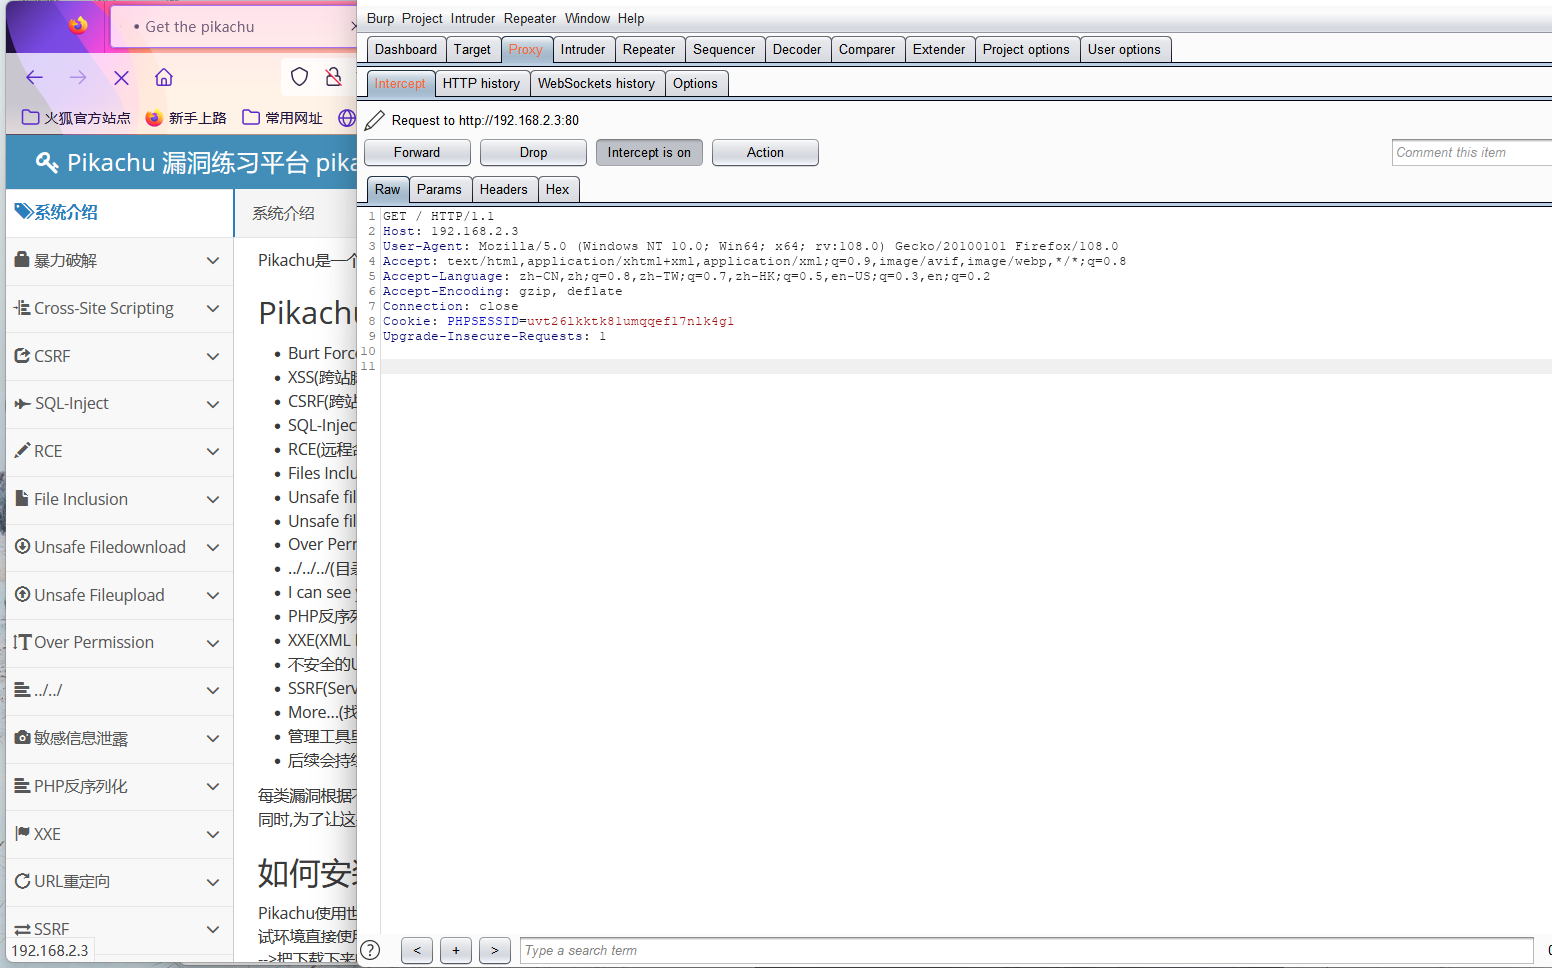 Get the pikachu
火狐官方站点 新手上路 常用网址
Pikachu 漏洞练习平台 pika
系统介绍
暴力破解
Cross-Site Scripting
CSRF
SQL-Inject
RCE
File Inclusion
Unsafe Filedownload
Unsafe Fileupload
Over Permission
../../
敏感信息泄露
PHP反序列化
XXE
URL重定向
SSRF
192.168.2.3
系统介绍
Pikachu是一个
Pikachu
Burt Force
XSS(跨站脚
CSRF(跨站
SQL-Inject
RCE(远程命
Files Inclu
Unsafe fil
Unsafe fil
Over Perm
../../../(目录
I can see
PHP反序列
XXE(XML
不安全的U
SSRF(Serv
More...(找
管理工具里
后续会持续
每类漏洞根据不
同时,为了让这
如何安装
Pikachu使用世
试环境直接使用
-->把下载下来
Burp Project Intruder Repeater Window Help
Dashboard Target Proxy Intruder Repeater Sequencer Decoder Comparer Extender Project options User options
Intercept HTTP history WebSockets history Options
Request to http://192.168.2.3:80
Forward Drop Intercept is on Action Comment this item
Raw Params Headers Hex
1 GET / HTTP/1.1
2 Host: 192.168.2.3
3 User-Agent: Mozilla/5.0 (Windows NT 10.0; Win64; x64; rv:108.0) Gecko/20100101 Firefox/108.0
4 Accept: text/html,application/xhtml+xml,application/xml;q=0.9,image/avif,image/webp,*/*;q=0.8
5 Accept-Language: zh-CN,zh;q=0.8,zh-TW;q=0.7,zh-HK;q=0.5,en-US;q=0.3,en;q=0.2
6 Accept-Encoding: gzip, deflate
7 Connection: close
8 Cookie: PHPSESSID=uvt26lkktk81umqqefl7nlk4gl
9 Upgrade-Insecure-Requests: 1
10
11
? < + > Type a search term